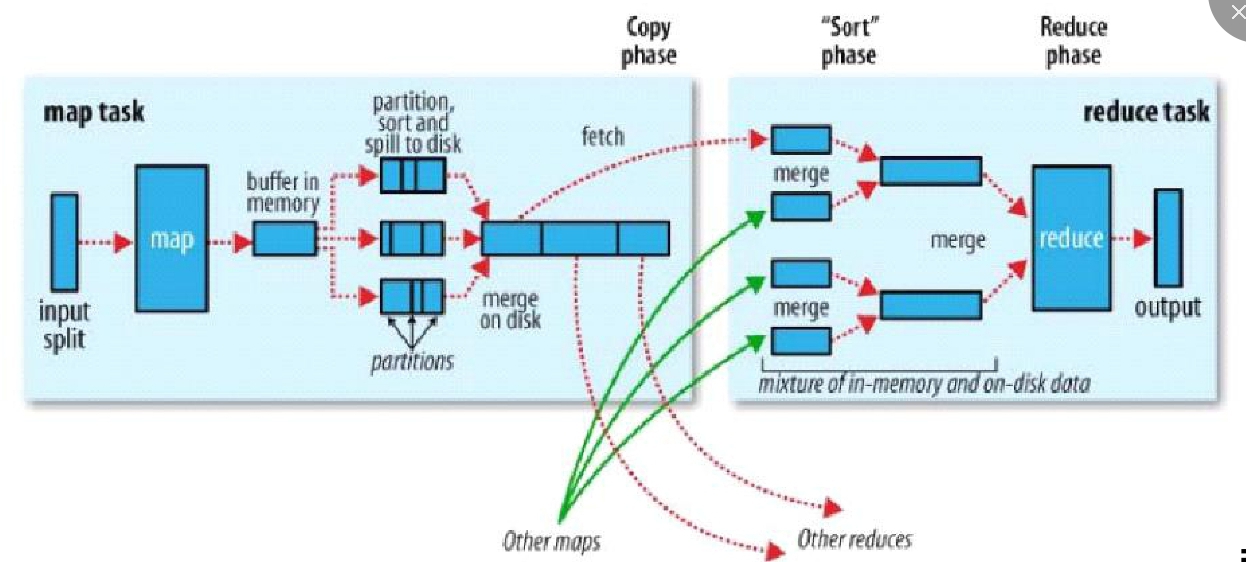 Copy
phase
"Sort"
phase
Reduce
phase
map task
partition,
sort and
spill to disk
fetch
reduce task
buffer in
memory
map
merge
merge
reduce
input
split
merge
on disk
merge
output
partitions
mixture of in-memory and on-disk data
Other maps
Other reduces